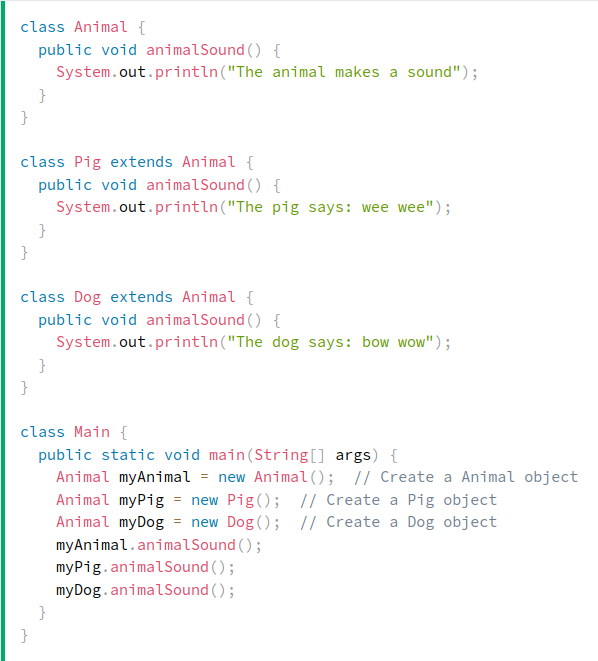 class Animal {
  public void animalSound() {
    System.out.println("The animal makes a sound");
  }
}

class Pig extends Animal {
  public void animalSound() {
    System.out.println("The pig says: wee wee");
  }
}

class Dog extends Animal {
  public void animalSound() {
    System.out.println("The dog says: bow wow");
  }
}

class Main {
  public static void main(String[] args) {
    Animal myAnimal = new Animal();  // Create a Animal object
    Animal myPig = new Pig();  // Create a Pig object
    Animal myDog = new Dog();  // Create a Dog object
    myAnimal.animalSound();
    myPig.animalSound();
    myDog.animalSound();
  }
}